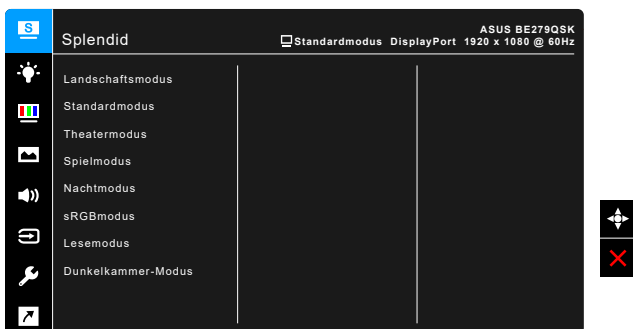 S
Splendid
ASUS BE279QSK
Standardmodus DisplayPort 1920 x 1080 @ 60Hz
Landschaftsmodus
Standardmodus
Theatermodus
Spielmodus
Nachtmodus
sRGBmodus
Lesemodus
Dunkelkammer-Modus